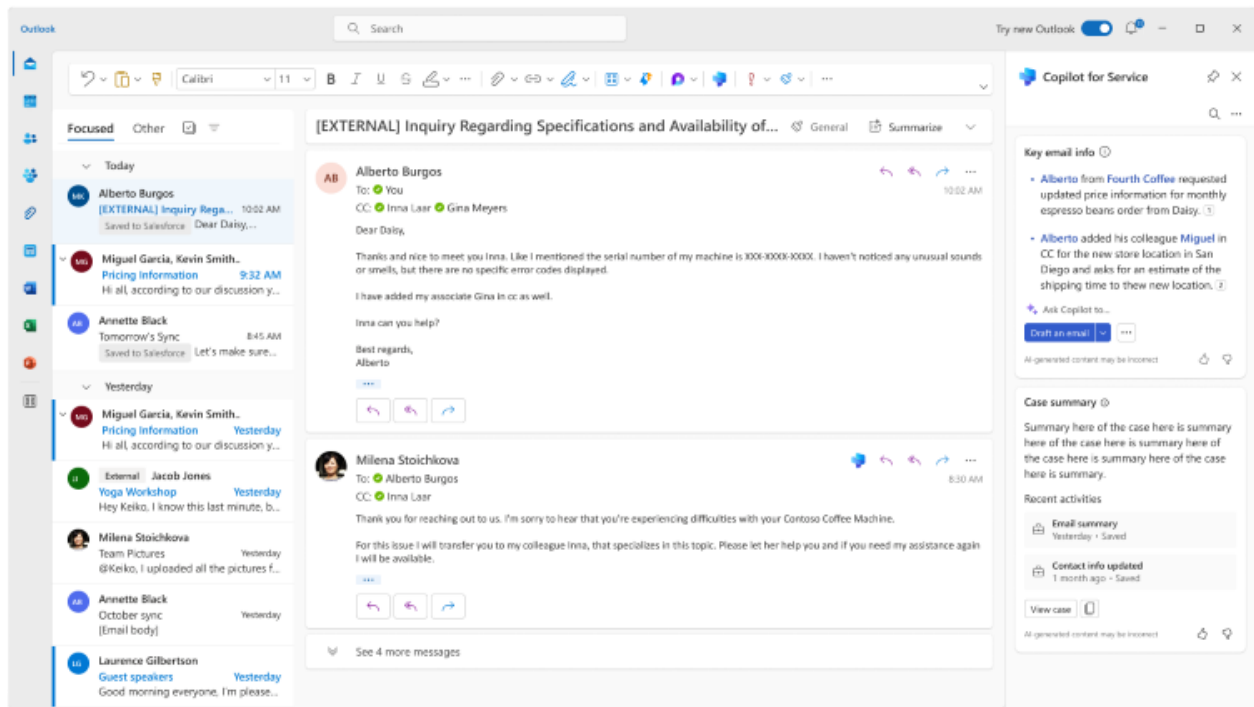 Outlook
Search
Try new Outlook
Calibri
11
B I U S
Copilot for Service
Focused Other
Today
MK
Alberto Burgos
[EXTERNAL] Inquiry Rega... 10:02 AM
Saved to Salesforce Dear Daisy,...
MG
Miguel Garcia, Kevin Smith..
Pricing Information 9:32 AM
Hi all, according to our discussion y...
AB
Annette Black
Tomorrow's Sync 8:45 AM
Saved to Salesforce Let's make sure...
Yesterday
MG
Miguel Garcia, Kevin Smith..
Pricing Information Yesterday
Hi all, according to our discussion y...
External Jacob Jones
Yoga Workshop Yesterday
Hey Keiko, I know this last minute, b...
Milena Stoichkova
Team Pictures Yesterday
@Keiko, I uploaded all the pictures f...
AB
Annette Black
October sync Yesterday
[Email body]
LG
Laurence Gilbertson
Guest speakers Yesterday
Good morning everyone, I'm please...
[EXTERNAL] Inquiry Regarding Specifications and Availability of... General Summarize
AB
Alberto Burgos
To: You
10:02 AM
CC: Inna Laar Gina Meyers
Dear Daisy,
Thanks and nice to meet you Inna. Like I mentioned the serial number of my machine is XXX-XXXX-XXXX. I haven't noticed any unusual sounds
or smells, but there are no specific error codes displayed.
I have added my associate Gina in cc as well.
Inna can you help?
Best regards,
Alberto
Milena Stoichkova
To: Alberto Burgos
8:30 AM
CC: Inna Laar
Thank you for reaching out to us. I'm sorry to hear that you're experiencing difficulties with your Contoso Coffee Machine.
For this issue I will transfer you to my colleague Inna, that specializes in this topic. Please let her help you and if you need my assistance again
I will be available.
See 4 more messages
Key email info
• Alberto from Fourth Coffee requested
updated price information for monthly
espresso beans order from Daisy. 1
• Alberto added his colleague Miguel in
CC for the new store location in San
Diego and asks for an estimate of the
shipping time to thew new location. 2
Ask Copilot to...
Draft an email
AI-generated content may be incorrect
Case summary
Summary here of the case here is summary
here of the case here is summary here of
the case here is summary here of the case
here is summary.
Recent activities
Email summary
Yesterday • Saved
Contact info updated
1 month ago • Saved
View case
AI-generated content may be incorrect